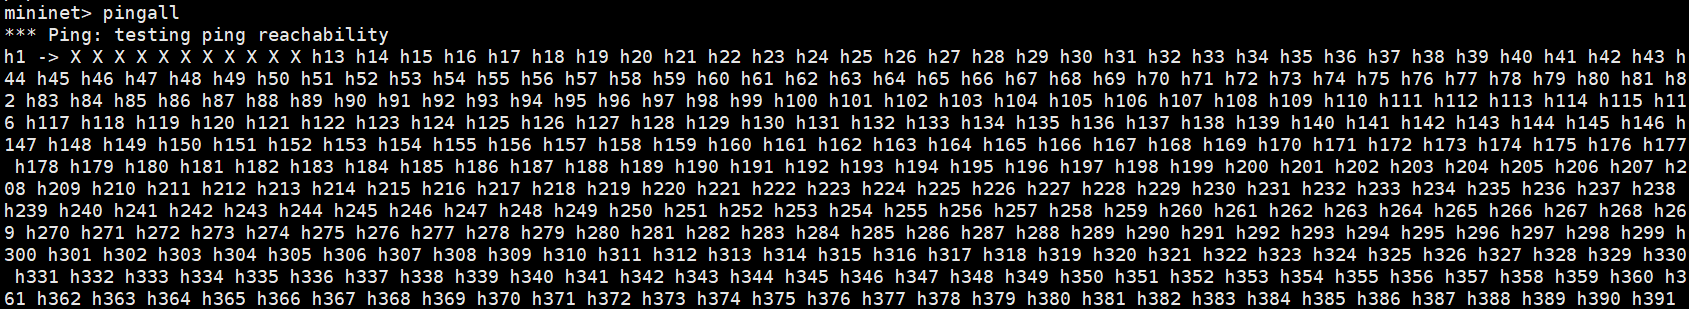 mininet> pingall
*** Ping: testing ping reachability
h1 -> X X X X X X X X X X X h13 h14 h15 h16 h17 h18 h19 h20 h21 h22 h23 h24 h25 h26 h27 h28 h29 h30 h31 h32 h33 h34 h35 h36 h37 h38 h39 h40 h41 h42 h43 h
44 h45 h46 h47 h48 h49 h50 h51 h52 h53 h54 h55 h56 h57 h58 h59 h60 h61 h62 h63 h64 h65 h66 h67 h68 h69 h70 h71 h72 h73 h74 h75 h76 h77 h78 h79 h80 h81 h8
2 h83 h84 h85 h86 h87 h88 h89 h90 h91 h92 h93 h94 h95 h96 h97 h98 h99 h100 h101 h102 h103 h104 h105 h106 h107 h108 h109 h110 h111 h112 h113 h114 h115 h11
6 h117 h118 h119 h120 h121 h122 h123 h124 h125 h126 h127 h128 h129 h130 h131 h132 h133 h134 h135 h136 h137 h138 h139 h140 h141 h142 h143 h144 h145 h146 h
147 h148 h149 h150 h151 h152 h153 h154 h155 h156 h157 h158 h159 h160 h161 h162 h163 h164 h165 h166 h167 h168 h169 h170 h171 h172 h173 h174 h175 h176 h177
h178 h179 h180 h181 h182 h183 h184 h185 h186 h187 h188 h189 h190 h191 h192 h193 h194 h195 h196 h197 h198 h199 h200 h201 h202 h203 h204 h205 h206 h207 h2
08 h209 h210 h211 h212 h213 h214 h215 h216 h217 h218 h219 h220 h221 h222 h223 h224 h225 h226 h227 h228 h229 h230 h231 h232 h233 h234 h235 h236 h237 h238
h239 h240 h241 h242 h243 h244 h245 h246 h247 h248 h249 h250 h251 h252 h253 h254 h255 h256 h257 h258 h259 h260 h261 h262 h263 h264 h265 h266 h267 h268 h26
9 h270 h271 h272 h273 h274 h275 h276 h277 h278 h279 h280 h281 h282 h283 h284 h285 h286 h287 h288 h289 h290 h291 h292 h293 h294 h295 h296 h297 h298 h299 h
300 h301 h302 h303 h304 h305 h306 h307 h308 h309 h310 h311 h312 h313 h314 h315 h316 h317 h318 h319 h320 h321 h322 h323 h324 h325 h326 h327 h328 h329 h330
h331 h332 h333 h334 h335 h336 h337 h338 h339 h340 h341 h342 h343 h344 h345 h346 h347 h348 h349 h350 h351 h352 h353 h354 h355 h356 h357 h358 h359 h360 h3
61 h362 h363 h364 h365 h366 h367 h368 h369 h370 h371 h372 h373 h374 h375 h376 h377 h378 h379 h380 h381 h382 h383 h384 h385 h386 h387 h388 h389 h390 h391